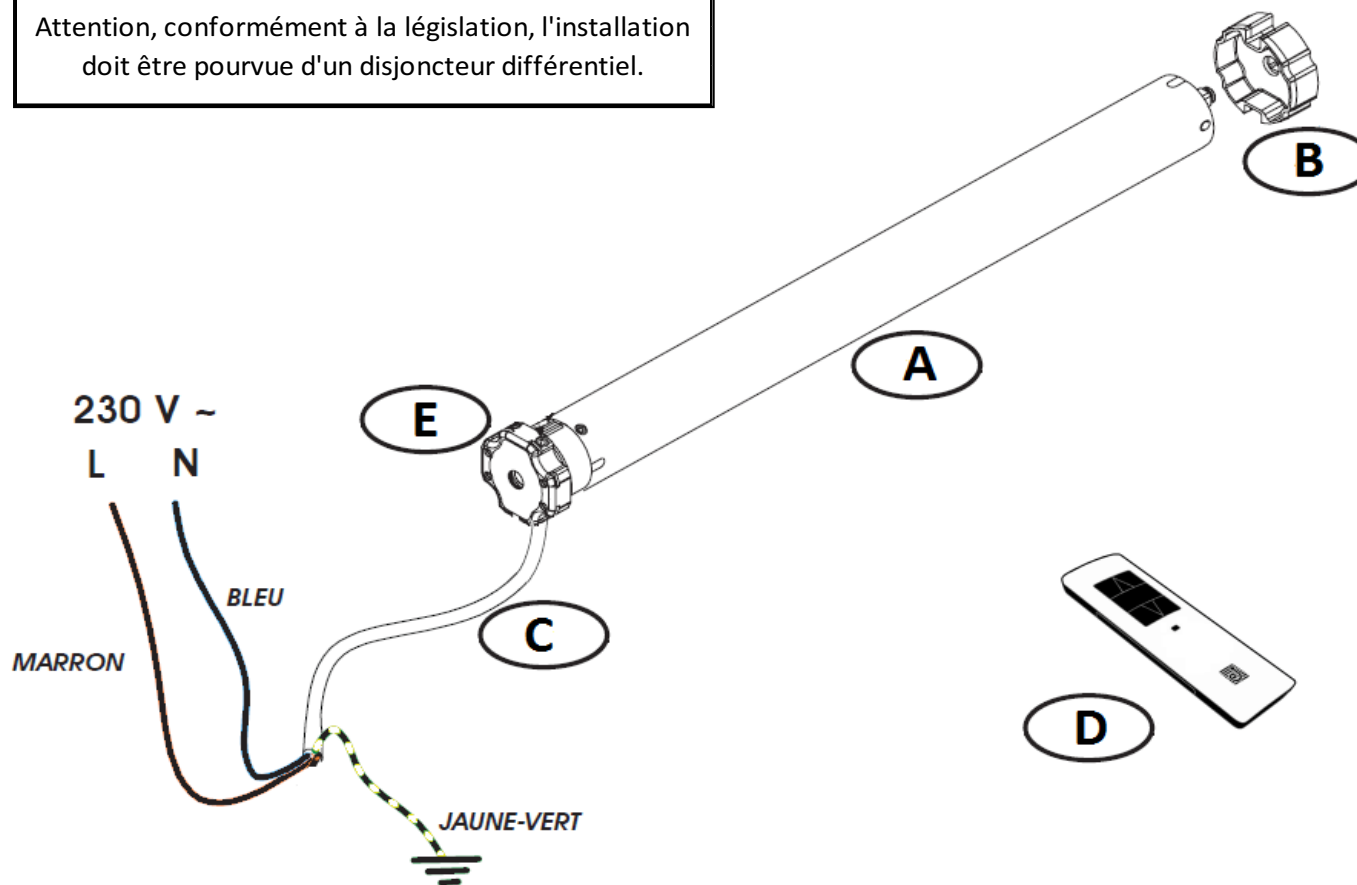 Attention, conformément à la législation, l'installation
doit être pourvue d'un disjoncteur différentiel.
B
A
E
230 V ~
L N
BLEU
C
MARRON
D
JAUNE-VERT